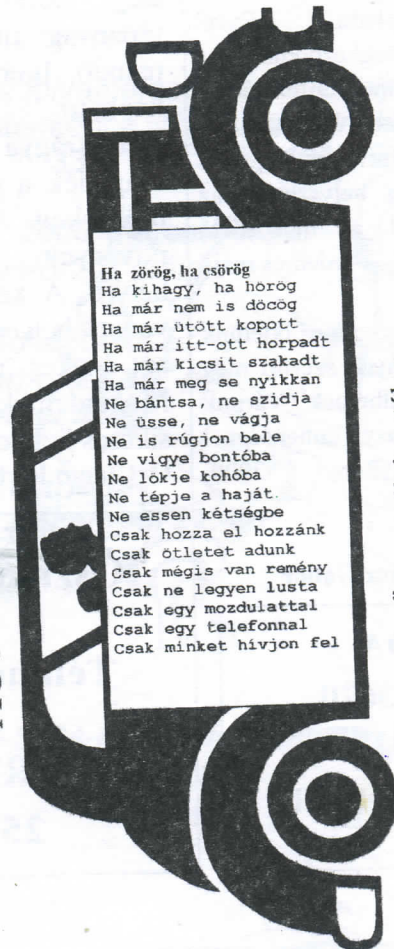 Ha zörög, ha csörög
Ha kihagy, ha hörög
Ha már nem is döcög
Ha már ütött kopott
Ha már itt-ott horpadt
Ha már kicsit szakadt
Ha már meg se nyikkan
Ne bántsa, ne szidja
Ne üsse, ne vágja
Ne is rúgjon bele
Ne vigye bontóba
Ne lökje kohóba
Ne tépje a haját.
Ne essen kétségbe
Csak hozza el hozzánk
Csak ötletet adunk
Csak mégis van remény
Csak ne legyen lusta
Csak egy mozdulattal
Csak egy telefonnal
Csak minket hívjon fel